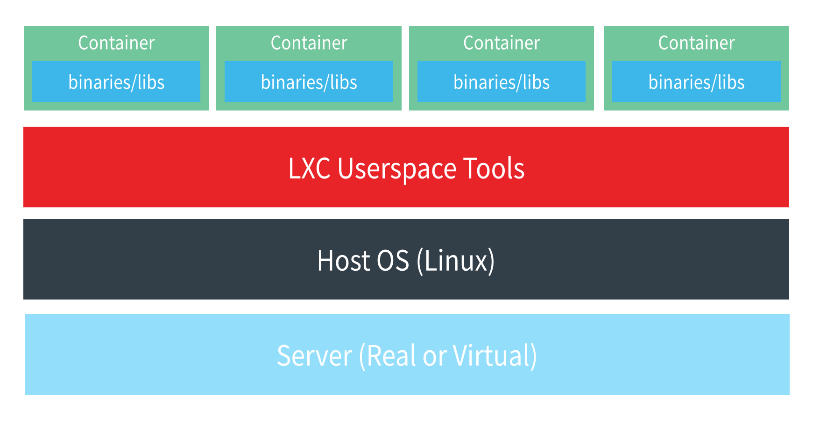 Container Container Container Container
binaries/libs binaries/libs binaries/libs binaries/libs
LXC Userspace Tools
Host OS (Linux)
Server (Real or Virtual)